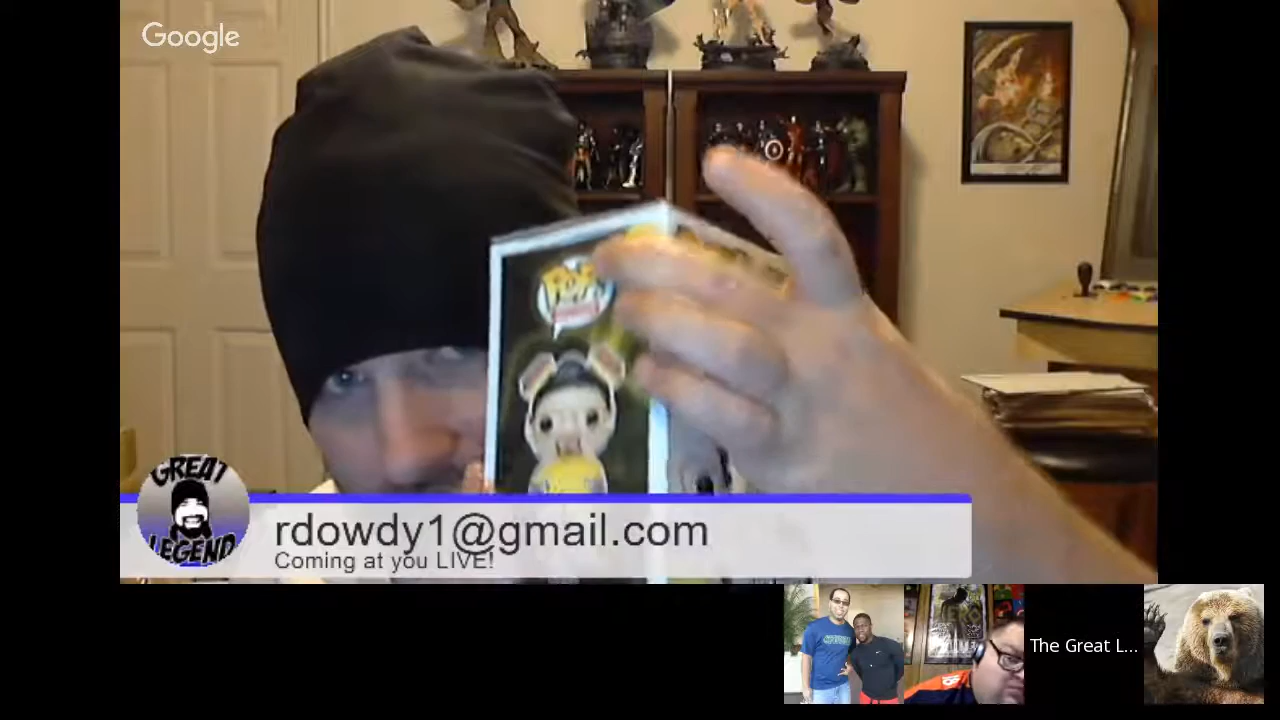 Google
POP
GREAT
LEGEND
rdowdy1@gmail.com
Coming at you LIVE!
The Great L...